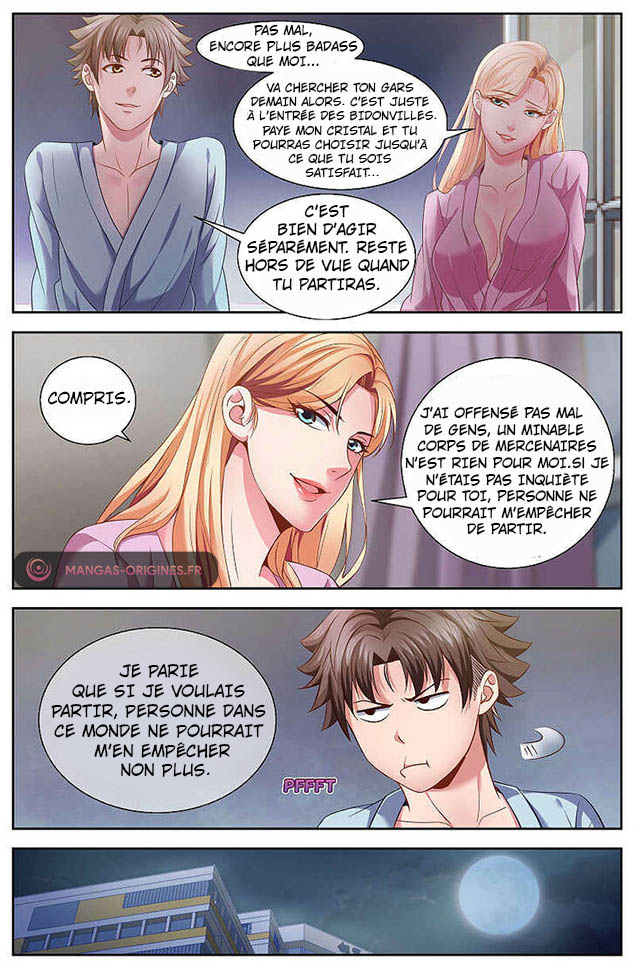 PAS MAL,
ENCORE PLUS BADASS
QUE MOI...
VA CHERCHER TON GARS
DEMAIN ALORS. C'EST JUSTE
À L'ENTRÉE DES BIDONVILLES.
PAYE MON CRISTAL ET TU
POURRAS CHOISIR JUSQU'À
CE QUE TU SOIS
SATISFAIT...
C'EST
BIEN D'AGIR
SÉPARÉMENT. RESTE
HORS DE VUE QUAND
TU PARTIRAS.
COMPRIS.
J'AI OFFENSÉ PAS MAL
DE GENS, UN MINABLE
CORPS DE MERCENAIRES
N'EST RIEN POUR MOI.SI JE
N'ÉTAIS PAS INQUIÈTE
POUR TOI, PERSONNE NE
POURRAIT M'EMPÊCHER
DE PARTIR.
MANGAS-ORIGINES.FR
JE PARIE
QUE SI JE VOULAIS
PARTIR, PERSONNE DANS
CE MONDE NE POURRAIT
M'EN EMPÊCHER
NON PLUS.
PFFFT